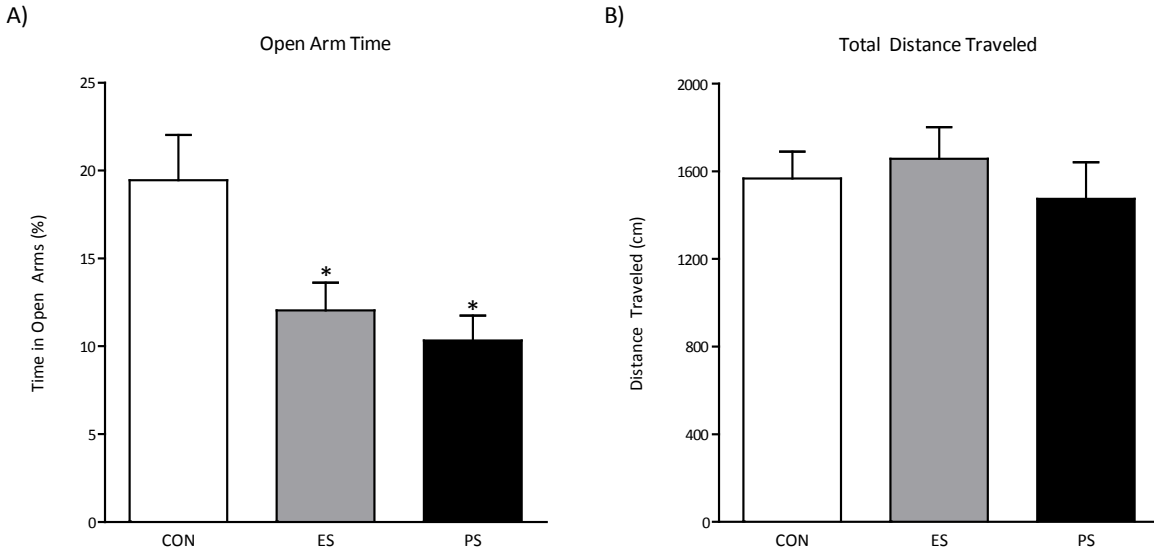 A)
Open Arm Time
Time in Open Arms (%)
25
20
15
10
5
0
*
*
CON ES PS
B)
Total Distance Traveled
Distance Traveled (cm)
2000
1600
1200
800
400
0
CON ES PS